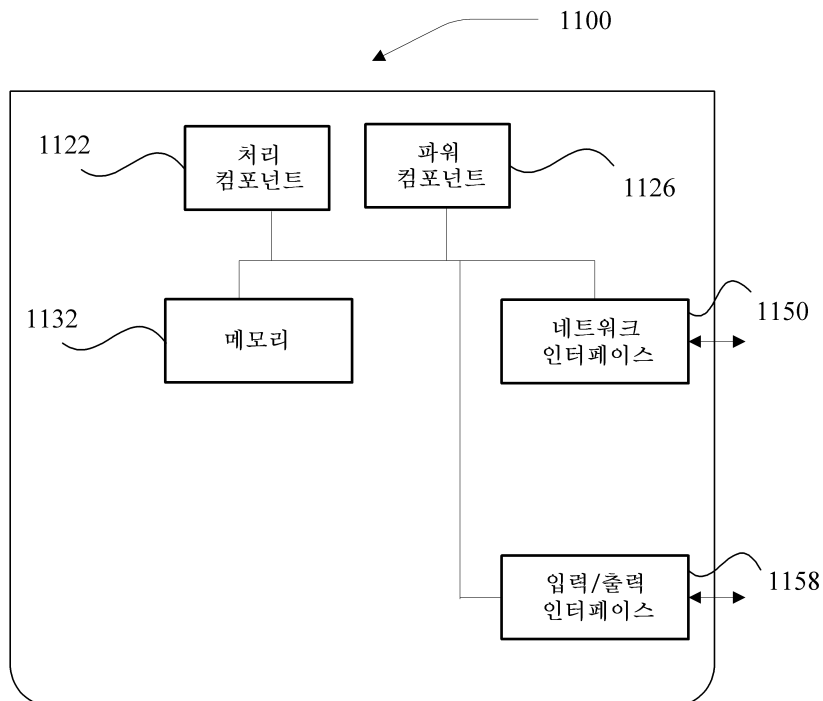 1100
1122
처리
컴포넌트
파워
컴포넌트
1126
1132
메모리
네트워크
인터페이스
1150
입력/출력
인터페이스
1158